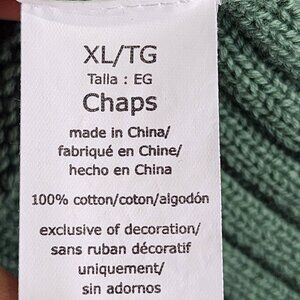 XL/TG
Talla : EG
Chaps
made in China/
fabriqué en Chine/
hecho en China
100% cotton/coton/algodón
exclusive of decoration/
sans ruban décoratif
uniquement/
sin adornos